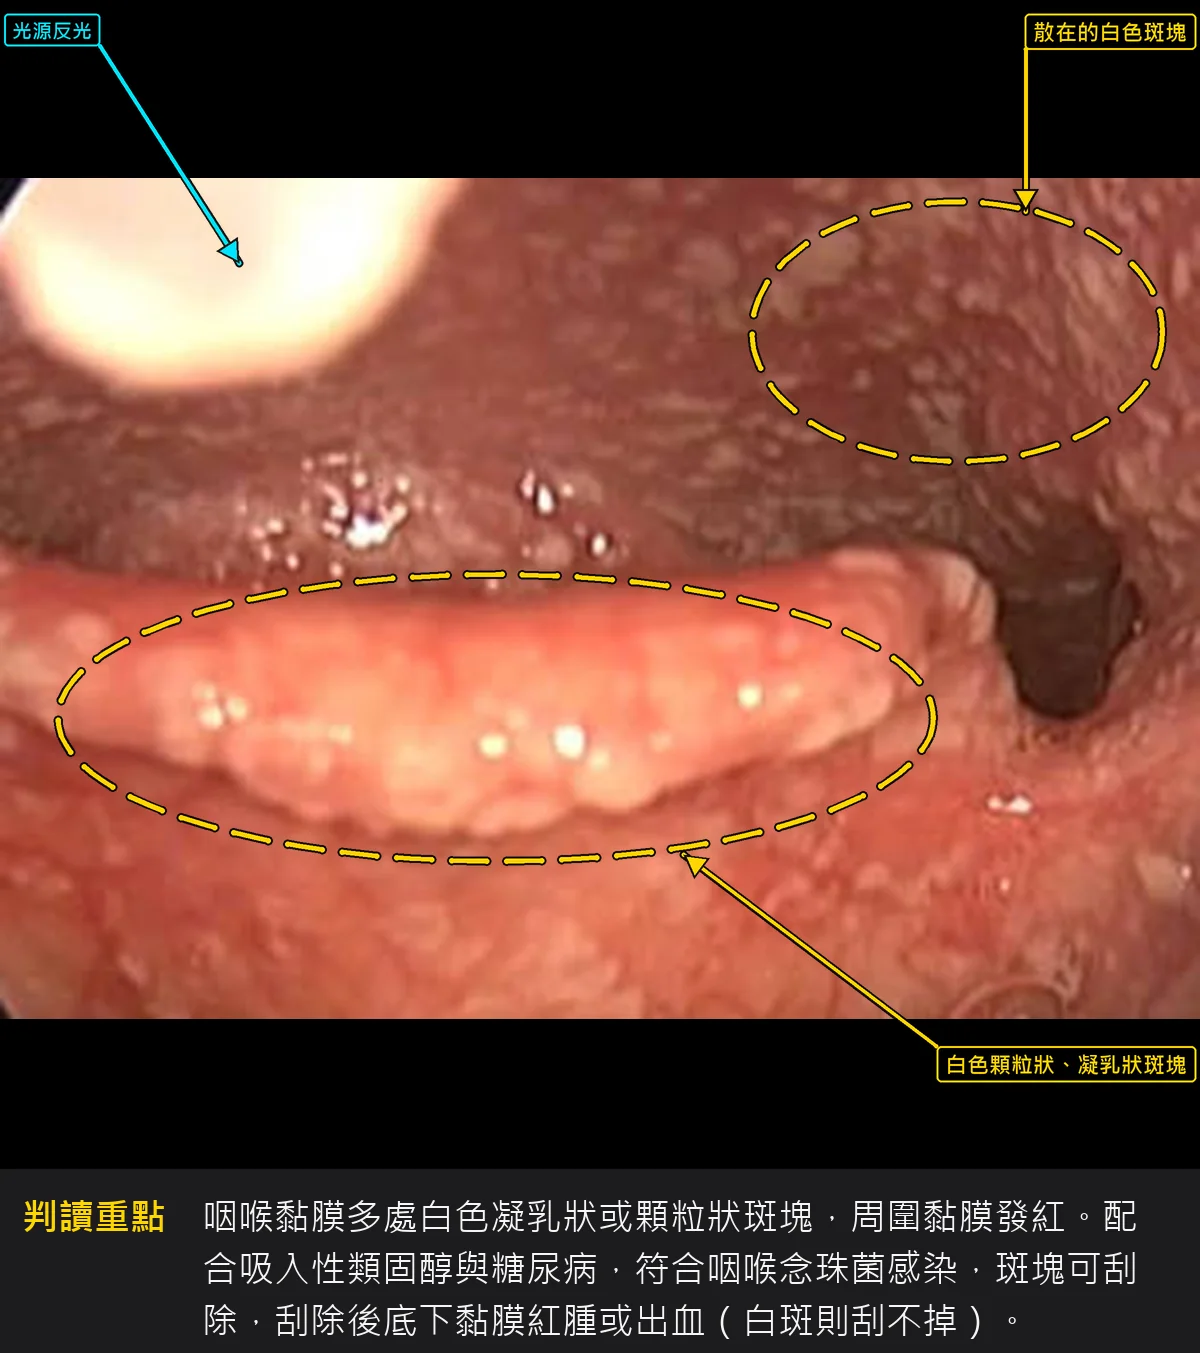 光源反光
散在的白色斑塊
白色顆粒狀、凝乳狀斑塊
判讀重點
咽喉黏膜多處白色凝乳狀或顆粒狀斑塊，周圍黏膜發紅。配
合吸入性類固醇與糖尿病，符合咽喉念珠菌感染，斑塊可刮
除，刮除後底下黏膜紅腫或出血（白斑則刮不掉）。